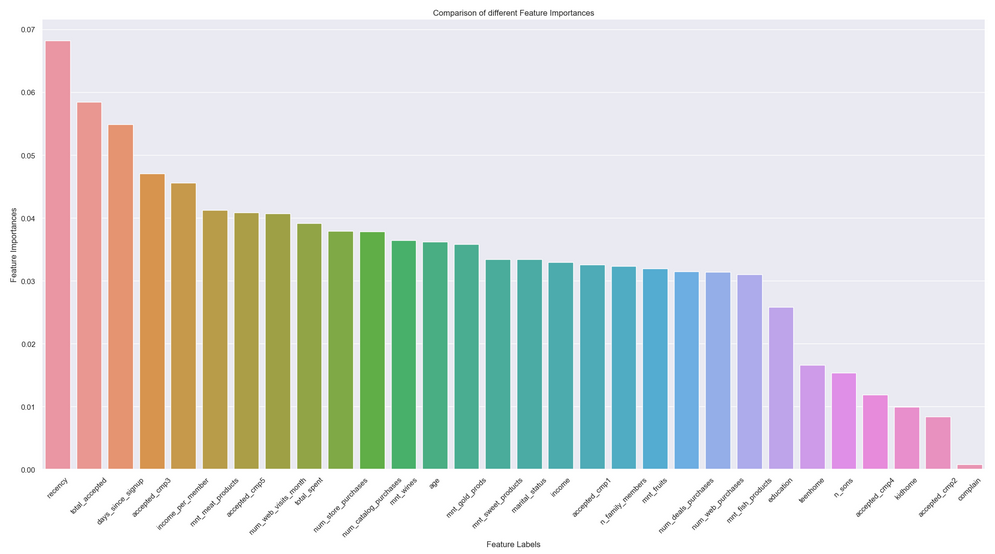 Comparison of different Feature Importances
0.07
0.06
0.05
0.04
0.03
0.02
0.01
0.00
Feature Importances
recency
total_accepted
days_since_signup
accepted_cmp3
income_per_member
mnt_meat_products
accepted_cmp5
num_web_visits_month
total_spent
num_store_purchases
num_catalog_purchases
mnt_wines
age
mnt_gold_prods
mnt_sweet_products
marital_status
income
accepted_cmp1
n_family_members
mnt_fruits
num_deals_purchases
num_web_purchases
mnt_fish_products
education
teenhome
n_sons
accepted_cmp4
kidhome
accepted_cmp2
complain
Feature Labels